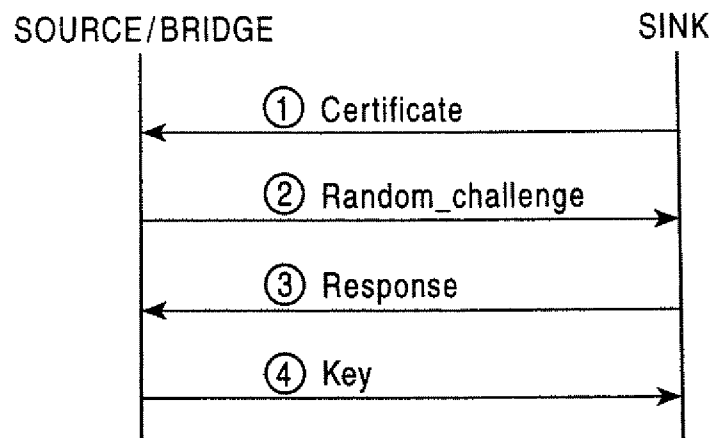 SOURCE/BRIDGE SINK
① Certificate
② Random_challenge
③ Response
④ Key